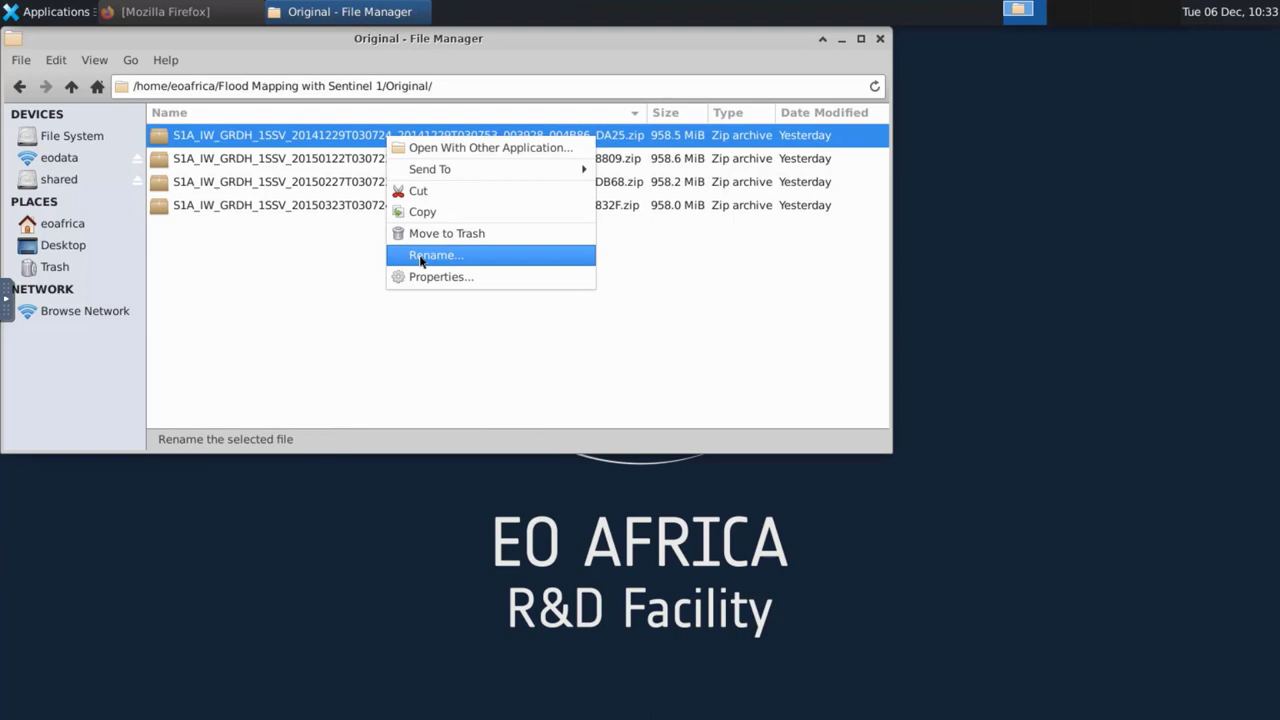 Applications
[Mozilla Firefox]
Original - File Manager
Tue 06 Dec, 10:33
Original - File Manager
File Edit View Go Help
/home/eoafrica/Flood Mapping with Sentinel 1/Original/
DEVICES
File System
eodata
shared
PLACES
eoafrica
Desktop
Trash
NETWORK
Browse Network
Name Size Type Date Modified
S1A_IW_GRDH_1SSV_20141229T030724_20141229T030753_003928_004B86_DA25.zip 958.5 MiB Zip archive Yesterday
S1A_IW_GRDH_1SSV_20150122T03072 8809.zip 958.6 MiB Zip archive Yesterday
S1A_IW_GRDH_1SSV_20150227T03072 DB68.zip 958.2 MiB Zip archive Yesterday
S1A_IW_GRDH_1SSV_20150323T030724 832F.zip 958.0 MiB Zip archive Yesterday
Open With Other Application...
Send To
Cut
Copy
Move to Trash
Rename...
Properties...
Rename the selected file
EO AFRICA
R&D Facility